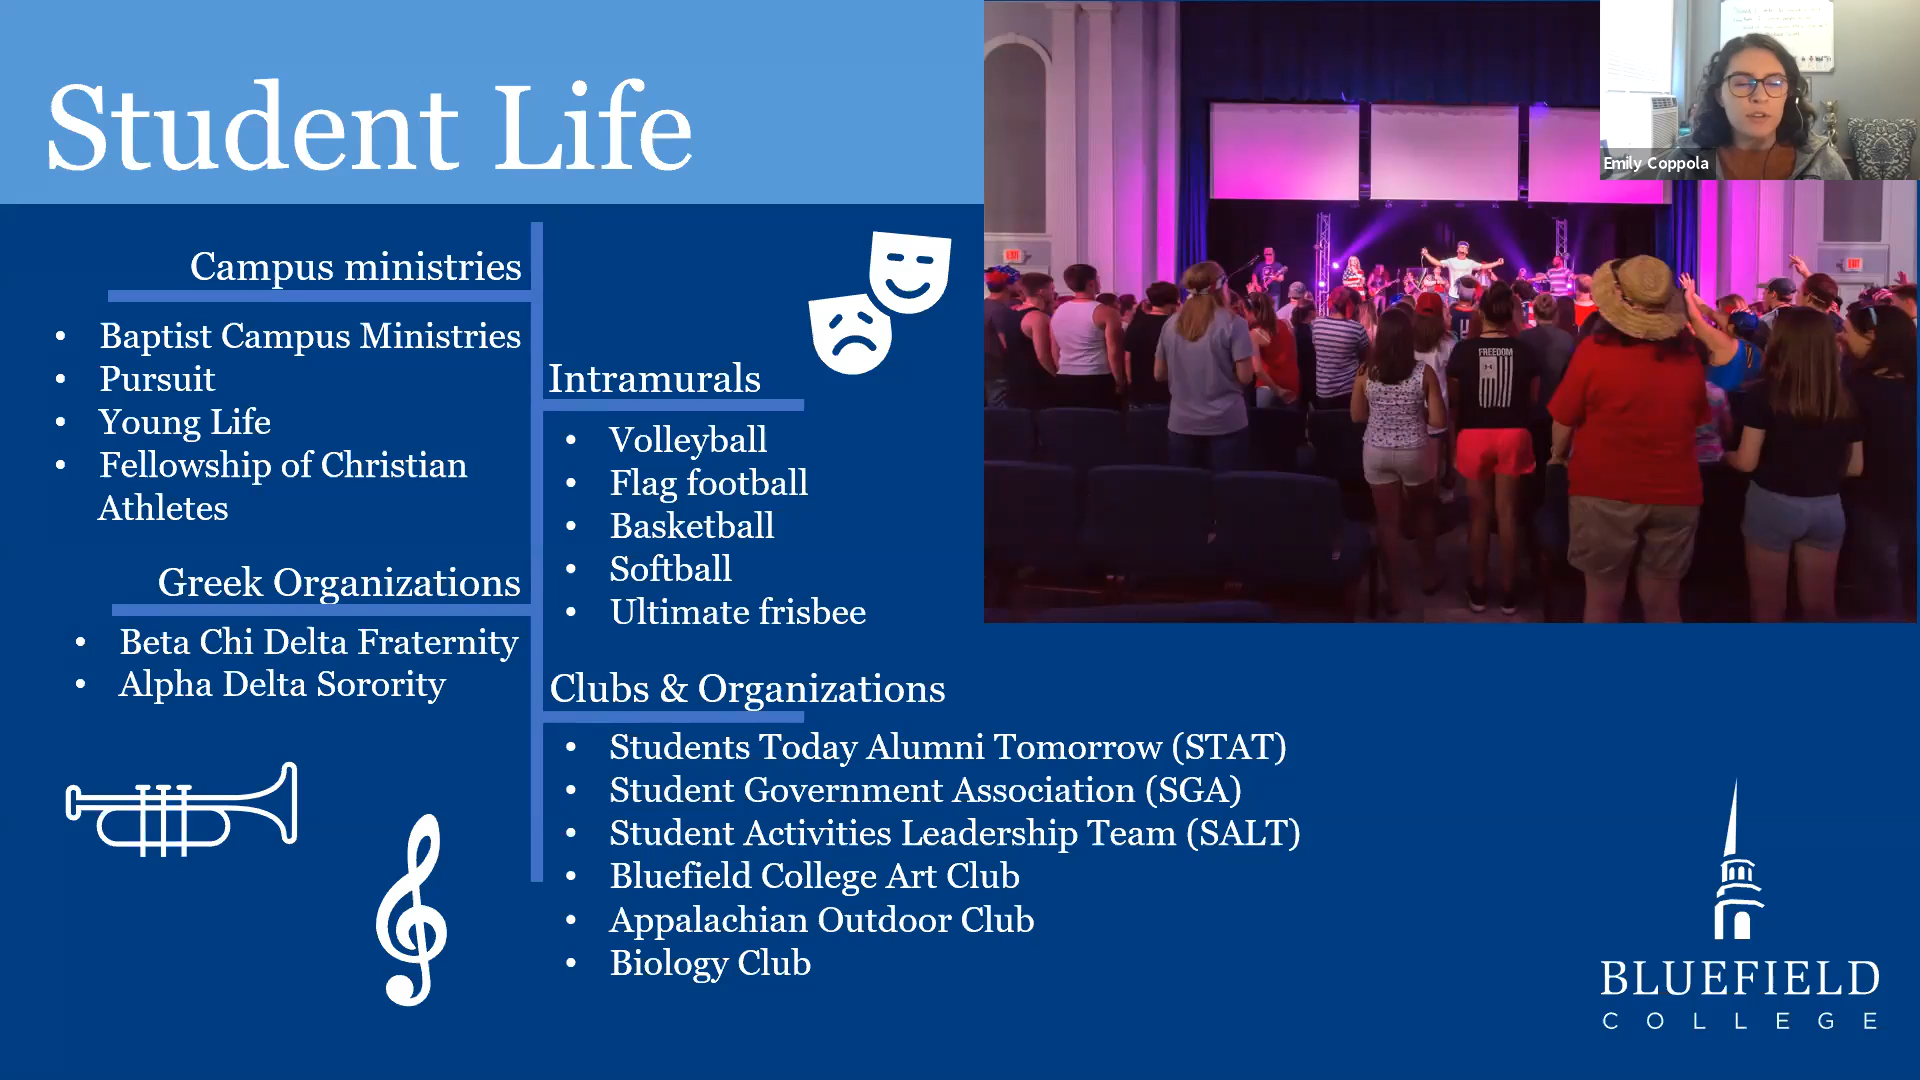 Student Life
Campus ministries
• Baptist Campus Ministries
• Pursuit
• Young Life
• Fellowship of Christian
Athletes
Greek Organizations
• Beta Chi Delta Fraternity
• Alpha Delta Sorority
Intramurals
• Volleyball
• Flag football
• Basketball
• Softball
• Ultimate frisbee
Clubs & Organizations
• Students Today Alumni Tomorrow (STAT)
• Student Government Association (SGA)
• Student Activities Leadership Team (SALT)
• Bluefield College Art Club
• Appalachian Outdoor Club
• Biology Club
EXIT
FREEDOM
EXIT
Emily Coppola
BLUEFIELD
COLLEGE